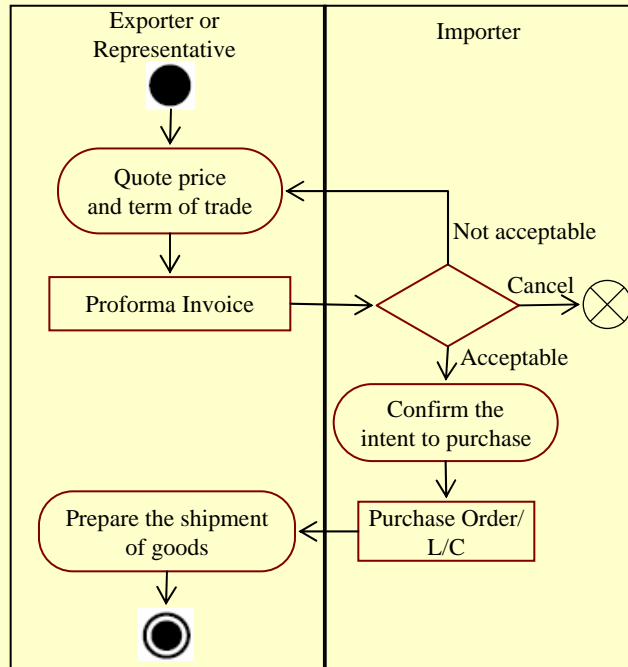 Exporter or
Representative
Importer
Quote price
and term of trade
Not acceptable
Proforma Invoice
Cancel
Acceptable
Confirm the
intent to purchase
Purchase Order/
L/C
Prepare the shipment
of goods